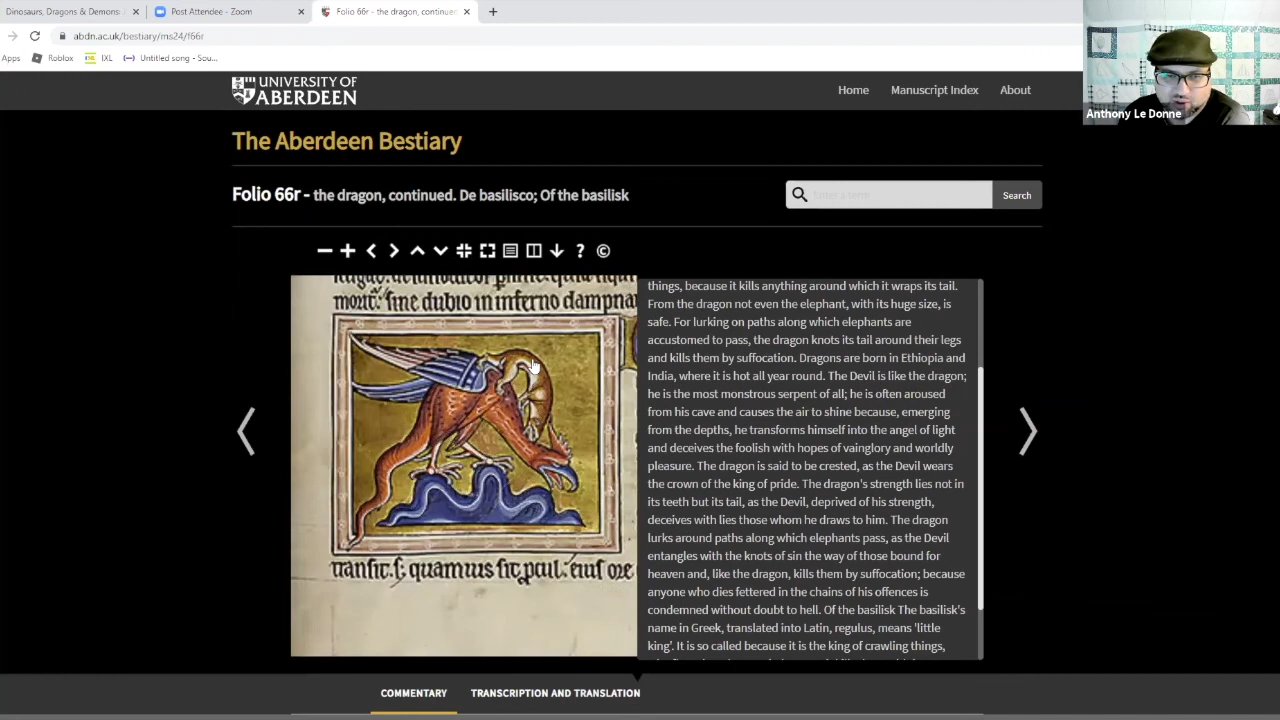 Dinosaurs, Dragons & Demons:
Post Attendee - Zoom
Folio 66r - the dragon, continued
abdn.ac.uk/bestiary/ms24/f66r
Apps
Roblox
IXL
Untitled song - Sou...
Anthony Le Donne
UNIVERSITY OF
ABERDEEN
Home
Manuscript Index
About
The Aberdeen Bestiary
Folio 66r - the dragon, continued. De basilisco; Of the basilisk
Enter a term
Search
things, because it kills anything around which it wraps its tail.
From the dragon not even the elephant, with its huge size, is
safe. For lurking on paths along which elephants are
accustomed to pass, the dragon knots its tail around their legs
and kills them by suffocation. Dragons are born in Ethiopia and
India, where it is hot all year round. The Devil is like the dragon;
he is the most monstrous serpent of all; he is often aroused
from his cave and causes the air to shine because, emerging
from the depths, he transforms himself into the angel of light
and deceives the foolish with hopes of vainglory and worldly
pleasure. The dragon is said to be crested, as the Devil wears
the crown of the king of pride. The dragon's strength lies not in
its teeth but its tail, as the Devil, deprived of his strength,
deceives with lies those whom he draws to him. The dragon
lurks around paths along which elephants pass, as the Devil
entangles with the knots of sin the way of those bound for
heaven and, like the dragon, kills them by suffocation; because
anyone who dies fettered in the chains of his offences is
condemned without doubt to hell. Of the basilisk The basilisk's
name in Greek, translated into Latin, regulus, means 'little
king'. It is so called because it is the king of crawling things,
sine dubio in inferno dampna
transit. quamuis sit ore
COMMENTARY
TRANSCRIPTION AND TRANSLATION